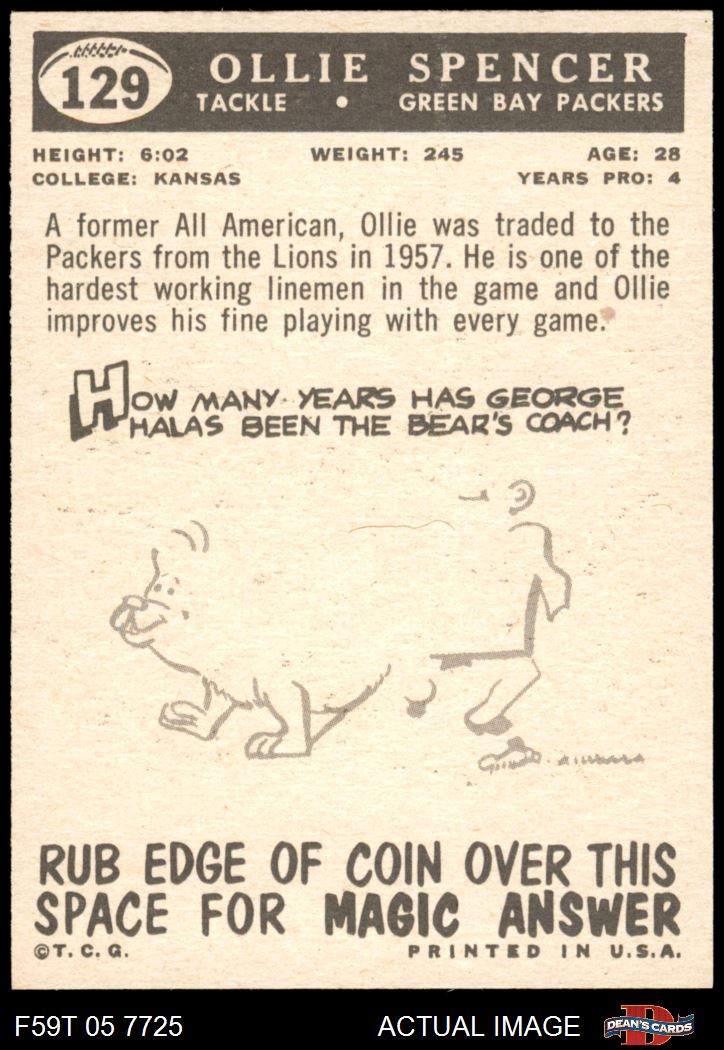 129
OLLIE SPENCER
TACKLE • GREEN BAY PACKERS
HEIGHT: 6:02 WEIGHT: 245 AGE: 28
COLLEGE: KANSAS YEARS PRO: 4
A former All American, Ollie was traded to the
Packers from the Lions in 1957. He is one of the
hardest working linemen in the game and Ollie
improves his fine playing with every game.
HOW MANY YEARS HAS GEORGE
HALAS BEEN THE BEAR'S COACH?
RUB EDGE OF COIN OVER THIS
SPACE FOR MAGIC ANSWER
©T. C. G. PRINTED IN U.S.A.
F59T 05 7725 ACTUAL IMAGE DEAN'S CARDS